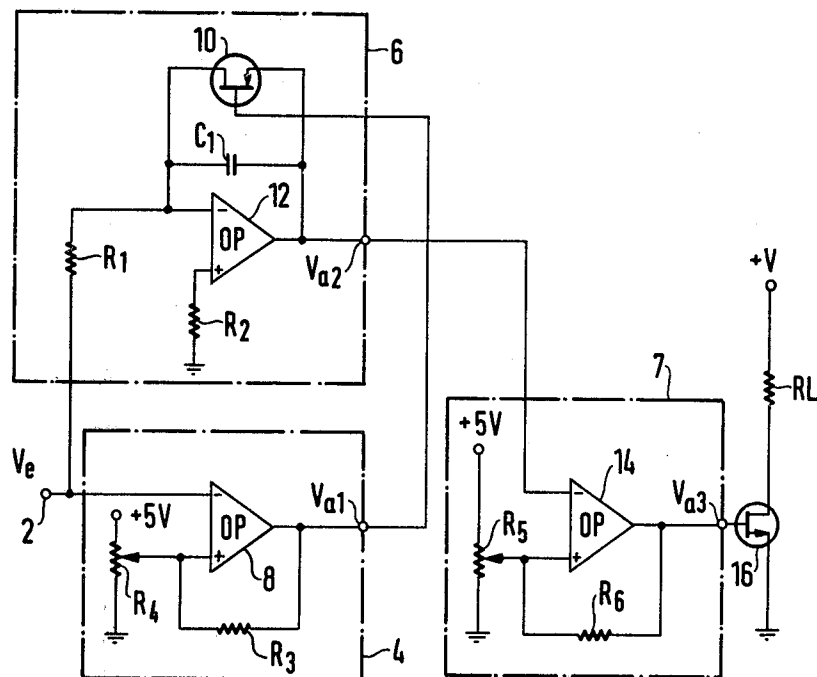 10
6
C1
12
−
OP
+
R1
Va2
R2
+V
7
RL
+5V
14
Ve
Va1
−
OP
+
Va3
2
+5V
−
OP
+
R5
8
R4
16
R6
R3
4